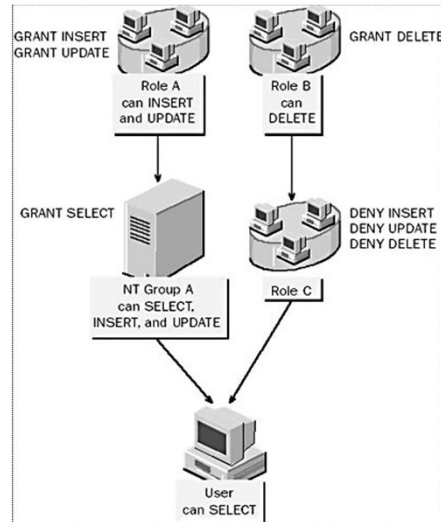 GRANT INSERT
GRANT UPDATE
GRANT DELETE
Role A
can INSERT
and UPDATE
Role B
can
DELETE
GRANT SELECT
DENY INSERT
DENY UPDATE
DENY DELETE
NT Group A
can SELECT,
INSERT, and UPDATE
Role C
User
can SELECT